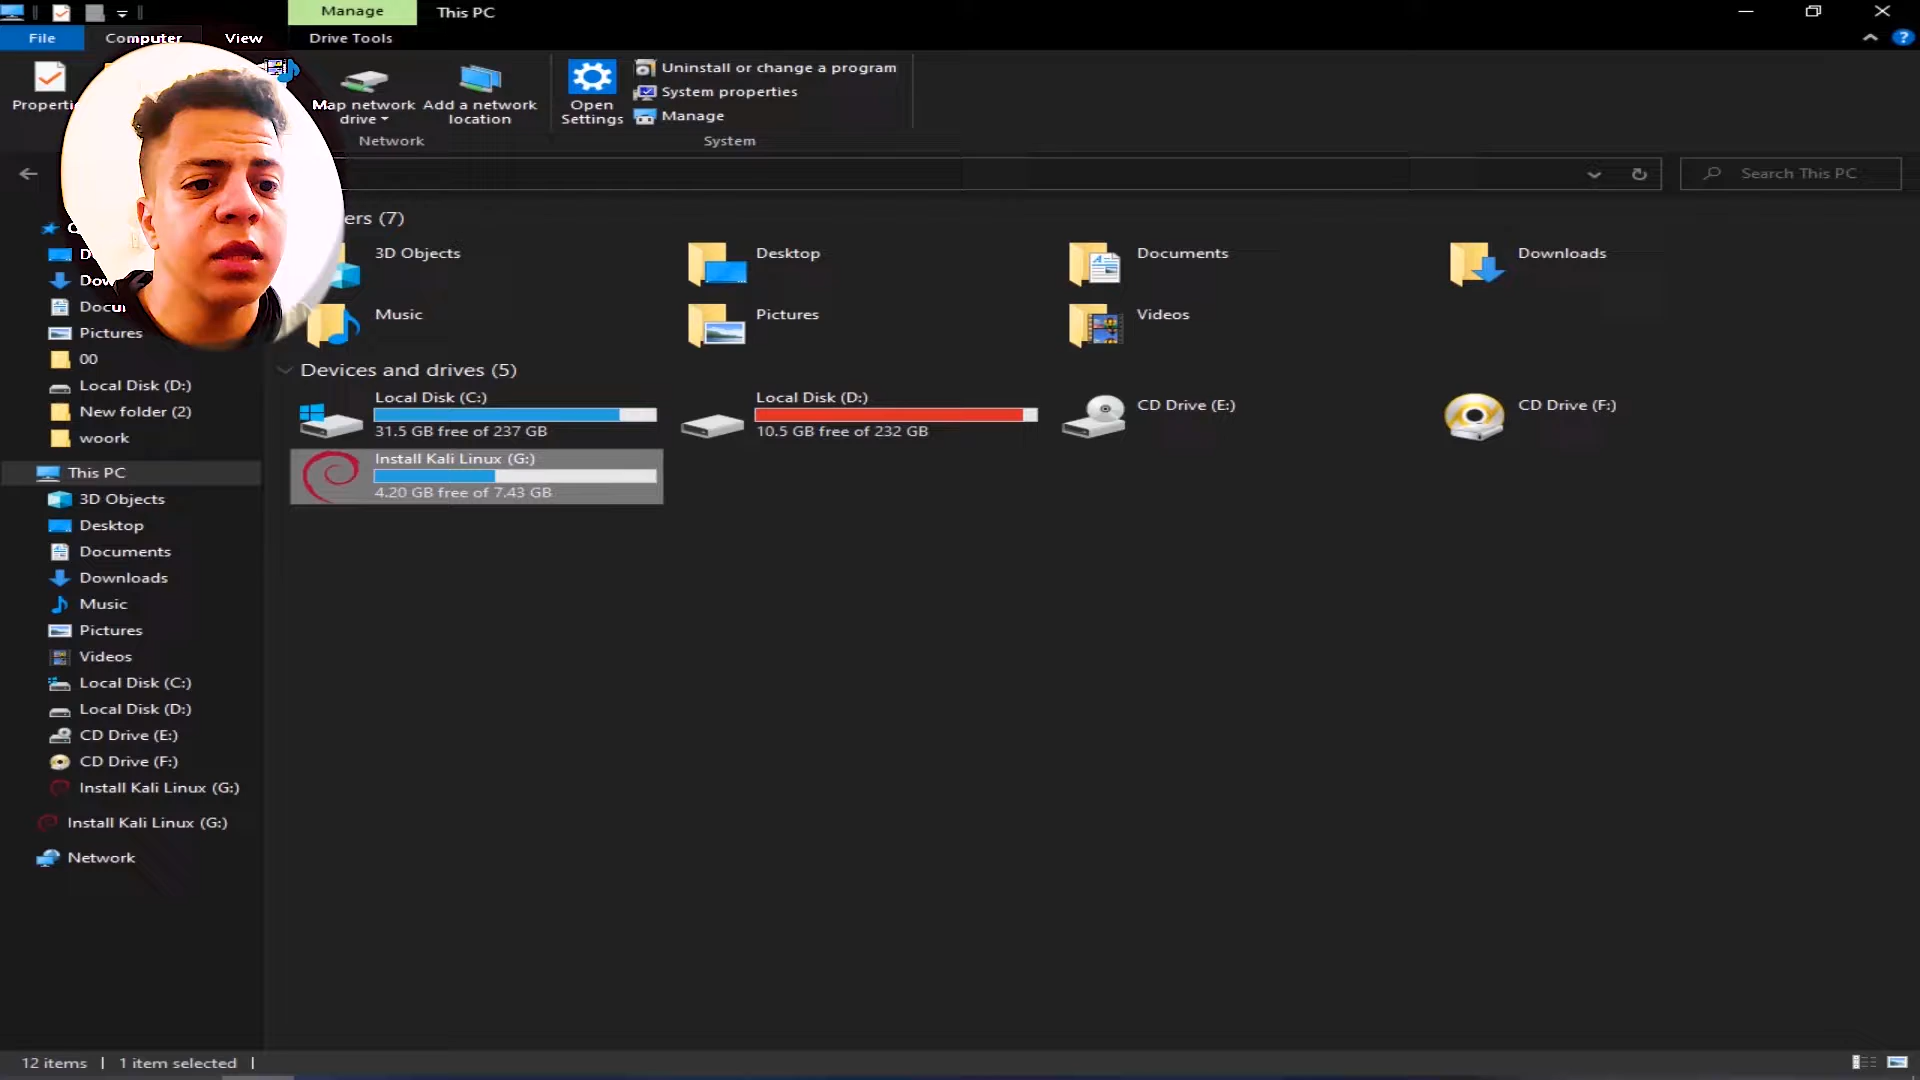 Manage
This PC
File
Computer
View
Drive Tools
Map network drive
Add a network location
Open Settings
Uninstall or change a program
System properties
Manage
Network
System
Search This PC
(7)
3D Objects
Desktop
Documents
Downloads
Music
Pictures
Videos
Devices and drives (5)
Local Disk (C:)
31.5 GB free of 237 GB
Local Disk (D:)
10.5 GB free of 232 GB
CD Drive (E:)
CD Drive (F:)
Install Kali Linux (G:)
4.20 GB free of 7.43 GB
Pictures
00
Local Disk (D:)
New folder (2)
woork
This PC
3D Objects
Desktop
Documents
Downloads
Music
Pictures
Videos
Local Disk (C:)
Local Disk (D:)
CD Drive (E:)
CD Drive (F:)
Install Kali Linux (G:)
Install Kali Linux (G:)
Network
12 items
1 item selected